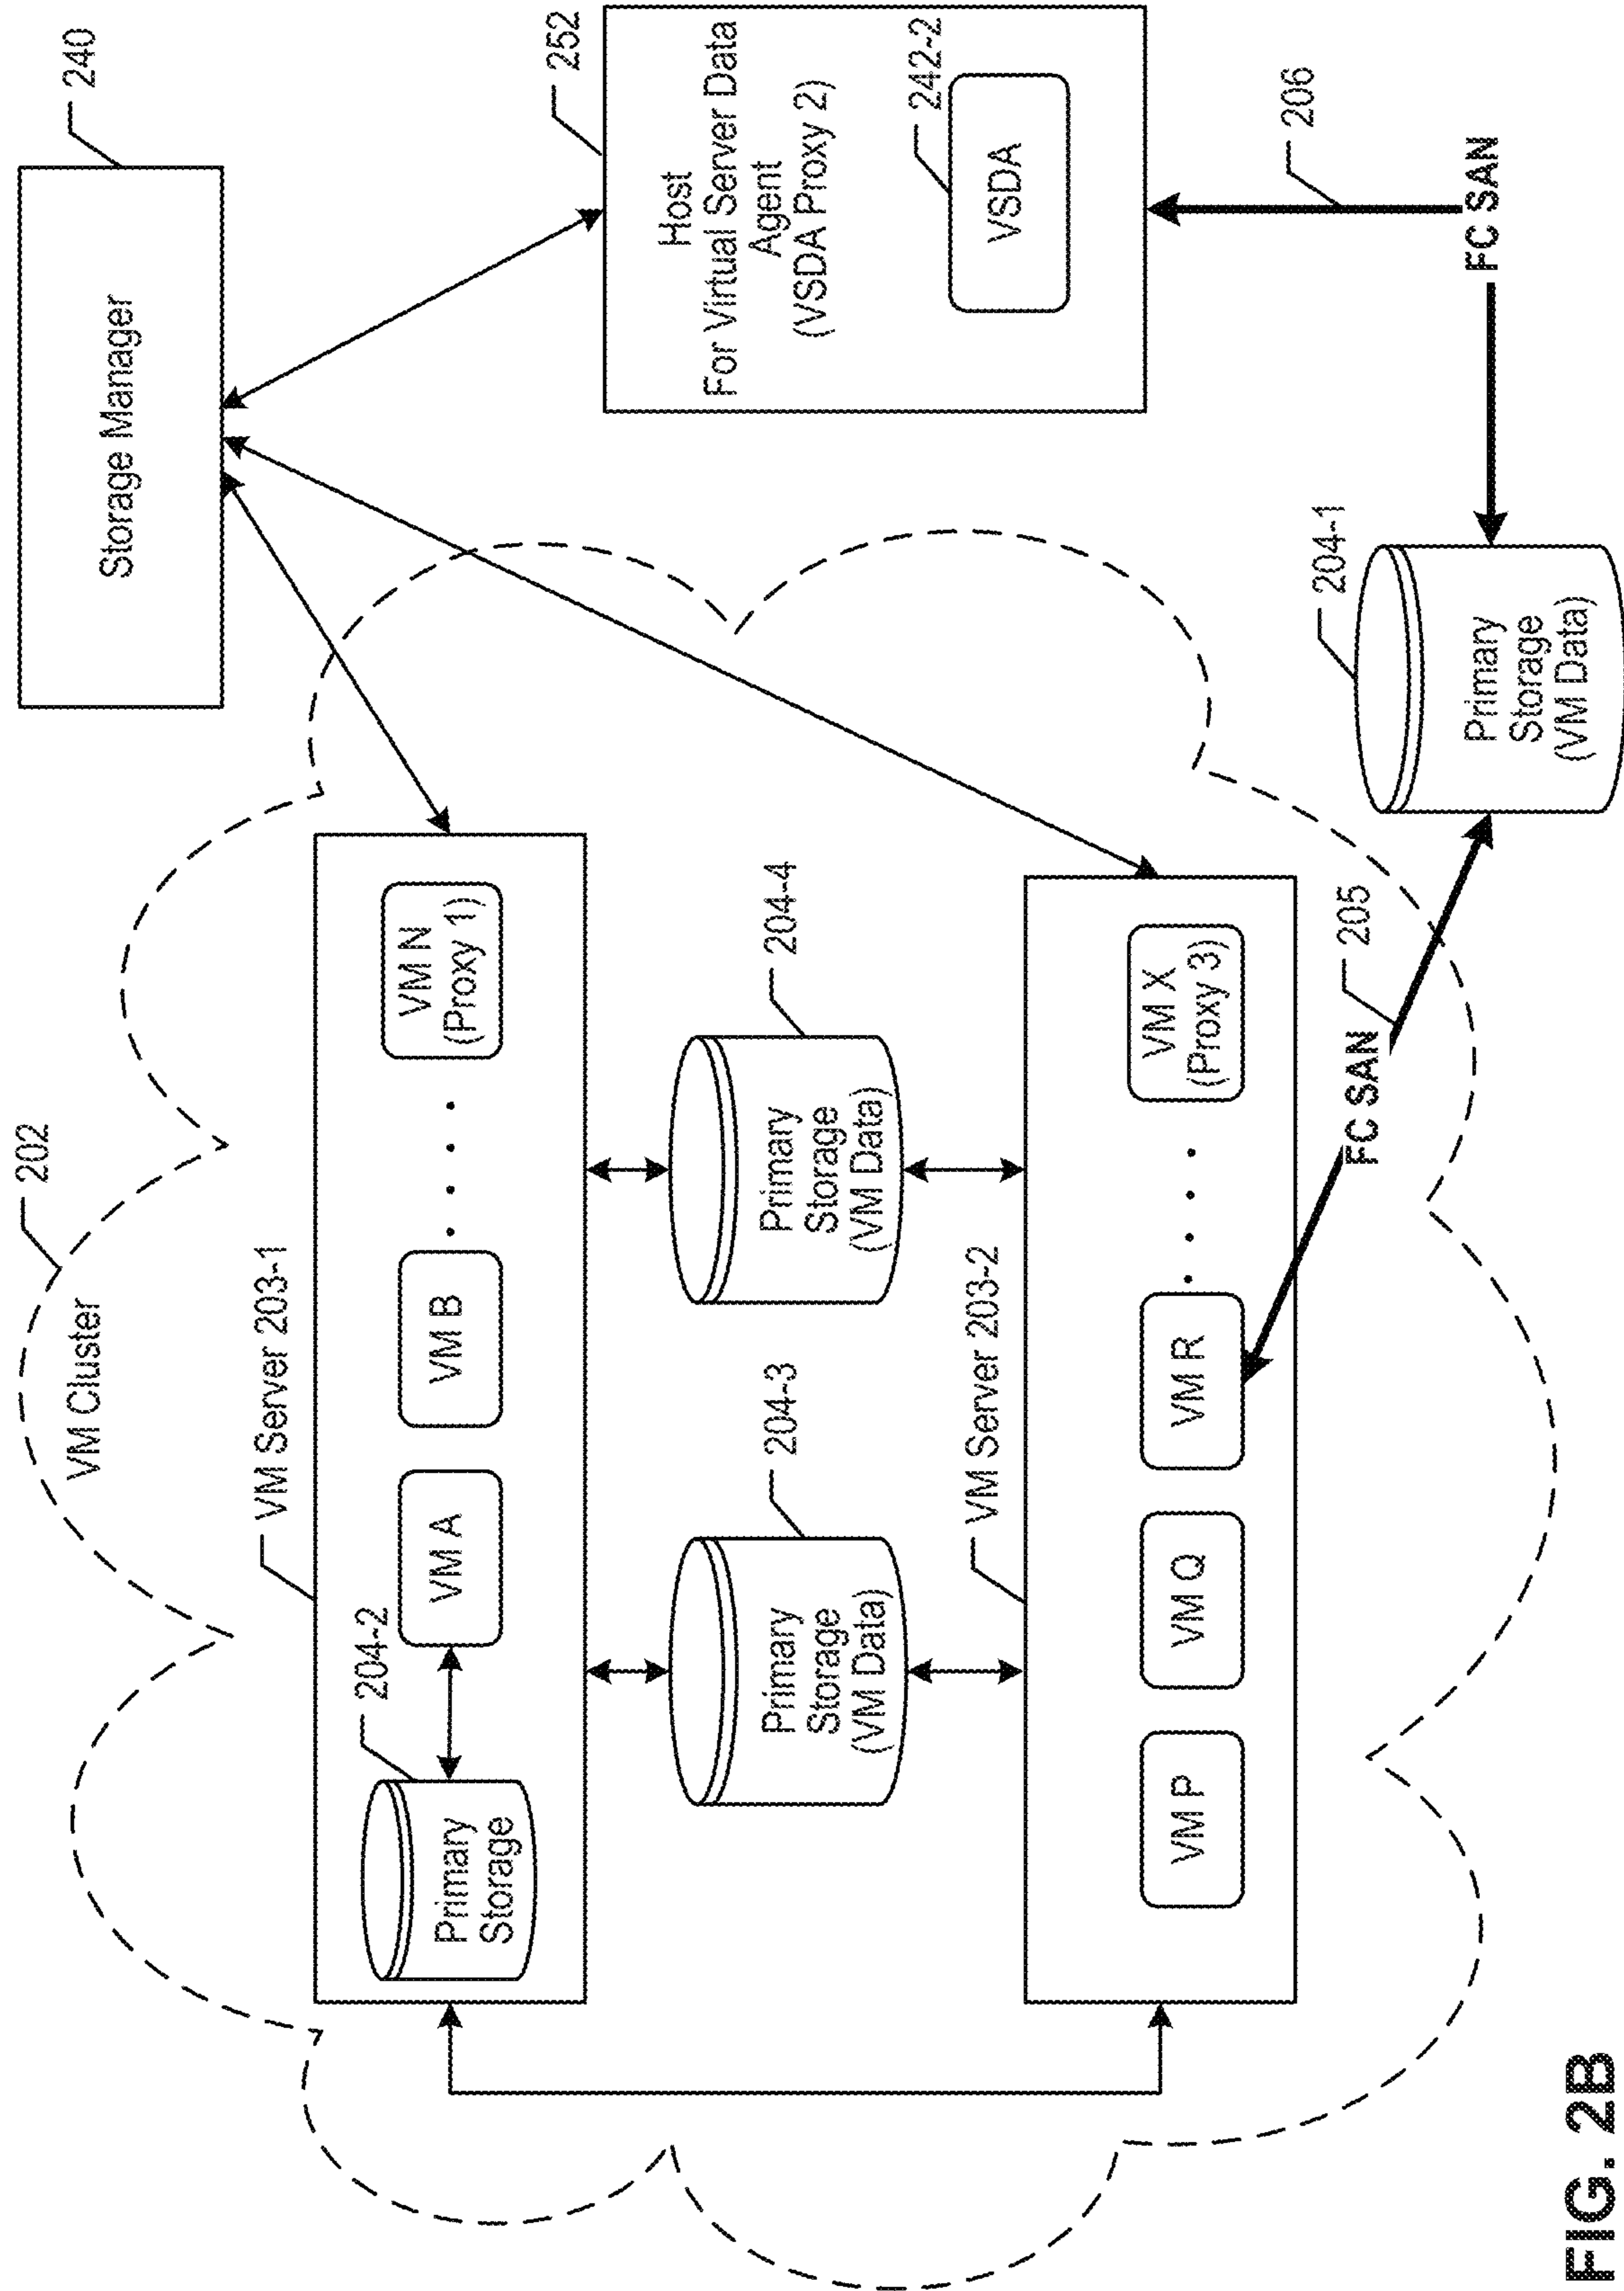 202
VM Cluster
240
Storage Manager
VM Server 203-1
204-2
Primary
Storage
VM A
VM B
VM N
(Proxy 1)
252
Host
For Virtual Server Data
Agent
(VSDA Proxy 2)
242-2
VSDA
204-3
Primary
Storage
(VM Data)
204-4
Primary
Storage
(VM Data)
VM Server 203-2
VM P
VM Q
VM R
VM X
(Proxy 3)
206
FC SAN
205
FC SAN
204-1
Primary
Storage
(VM Data)
FIG. 2B